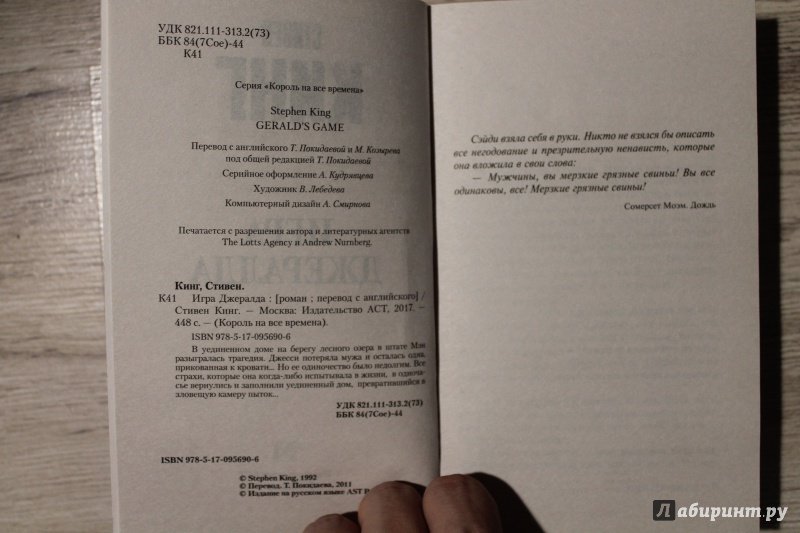 УДК 821.111-313.2(73)
ББК 84(7Сое)-44
К41
Серия «Король на все времена»
Stephen King
GERALD'S GAME
Перевод с английского Т. Покидаевой и М. Козырева
под общей редакцией Т. Покидаевой
Серийное оформление А. Кудрявцева
Художник В. Лебедева
Компьютерный дизайн А. Смирнова
Печатается с разрешения автора и литературных агентств
The Lotts Agency и Andrew Nurnberg.
Кинг, Стивен.
К41 Игра Джералда : [роман ; перевод с английского] /
Стивен Кинг. — Москва: Издательство АСТ, 2017. —
448 с. — (Король на все времена).
ISBN 978-5-17-095690-6
В уединенном доме на берегу лесного озера в штате Мэн
разыгралась трагедия. Джесси потеряла мужа и осталась одна,
прикованная к кровати... Но ее одиночество было недолгим. Все
страхи, которые она когда-либо испытывала в жизни, в одноча-
сье вернулись и заполнили уединенный дом, превратившийся в
зловещую камеру пыток...
УДК 821.111-313.2(73)
ББК 84(7Сое)-44
ISBN 978-5-17-095690-6
© Stephen King, 1992
© Перевод. Т. Покидаева, 2011
© Издание на русском языке AST P
Сэйди взяла себя в руки. Никто не взялся бы описать
все негодование и презрительную ненависть, которые
она вложила в свои слова:
— Мужчины, вы мерзкие грязные свиньи! Вы все
одинаковы, все! Мерзкие грязные свиньи!
Сомерсет Моэм. Дождь
Лабиринт.ру